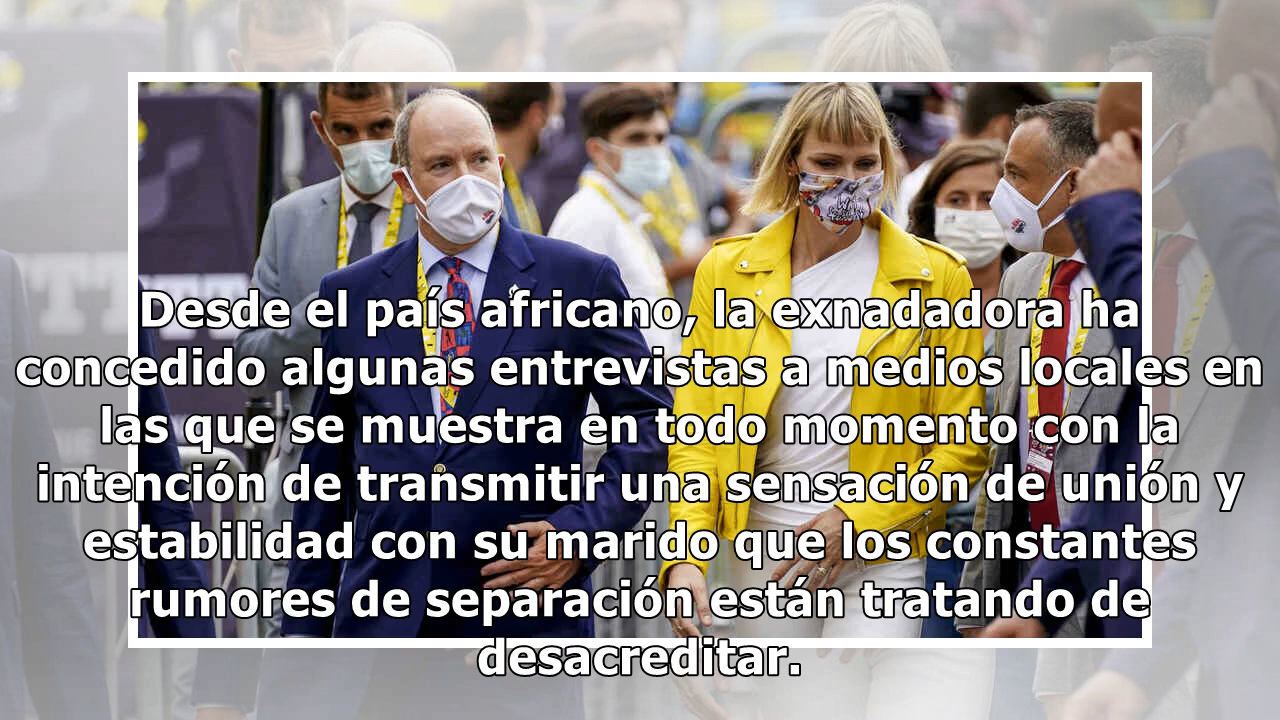 Desde el país africano, la exnadadora ha
concedido algunas entrevistas a medios locales en
las que se muestra en todo momento con la
intención de transmitir una sensación de unión y
estabilidad con su marido que los constantes
rumores de separación están tratando de
desacreditar.